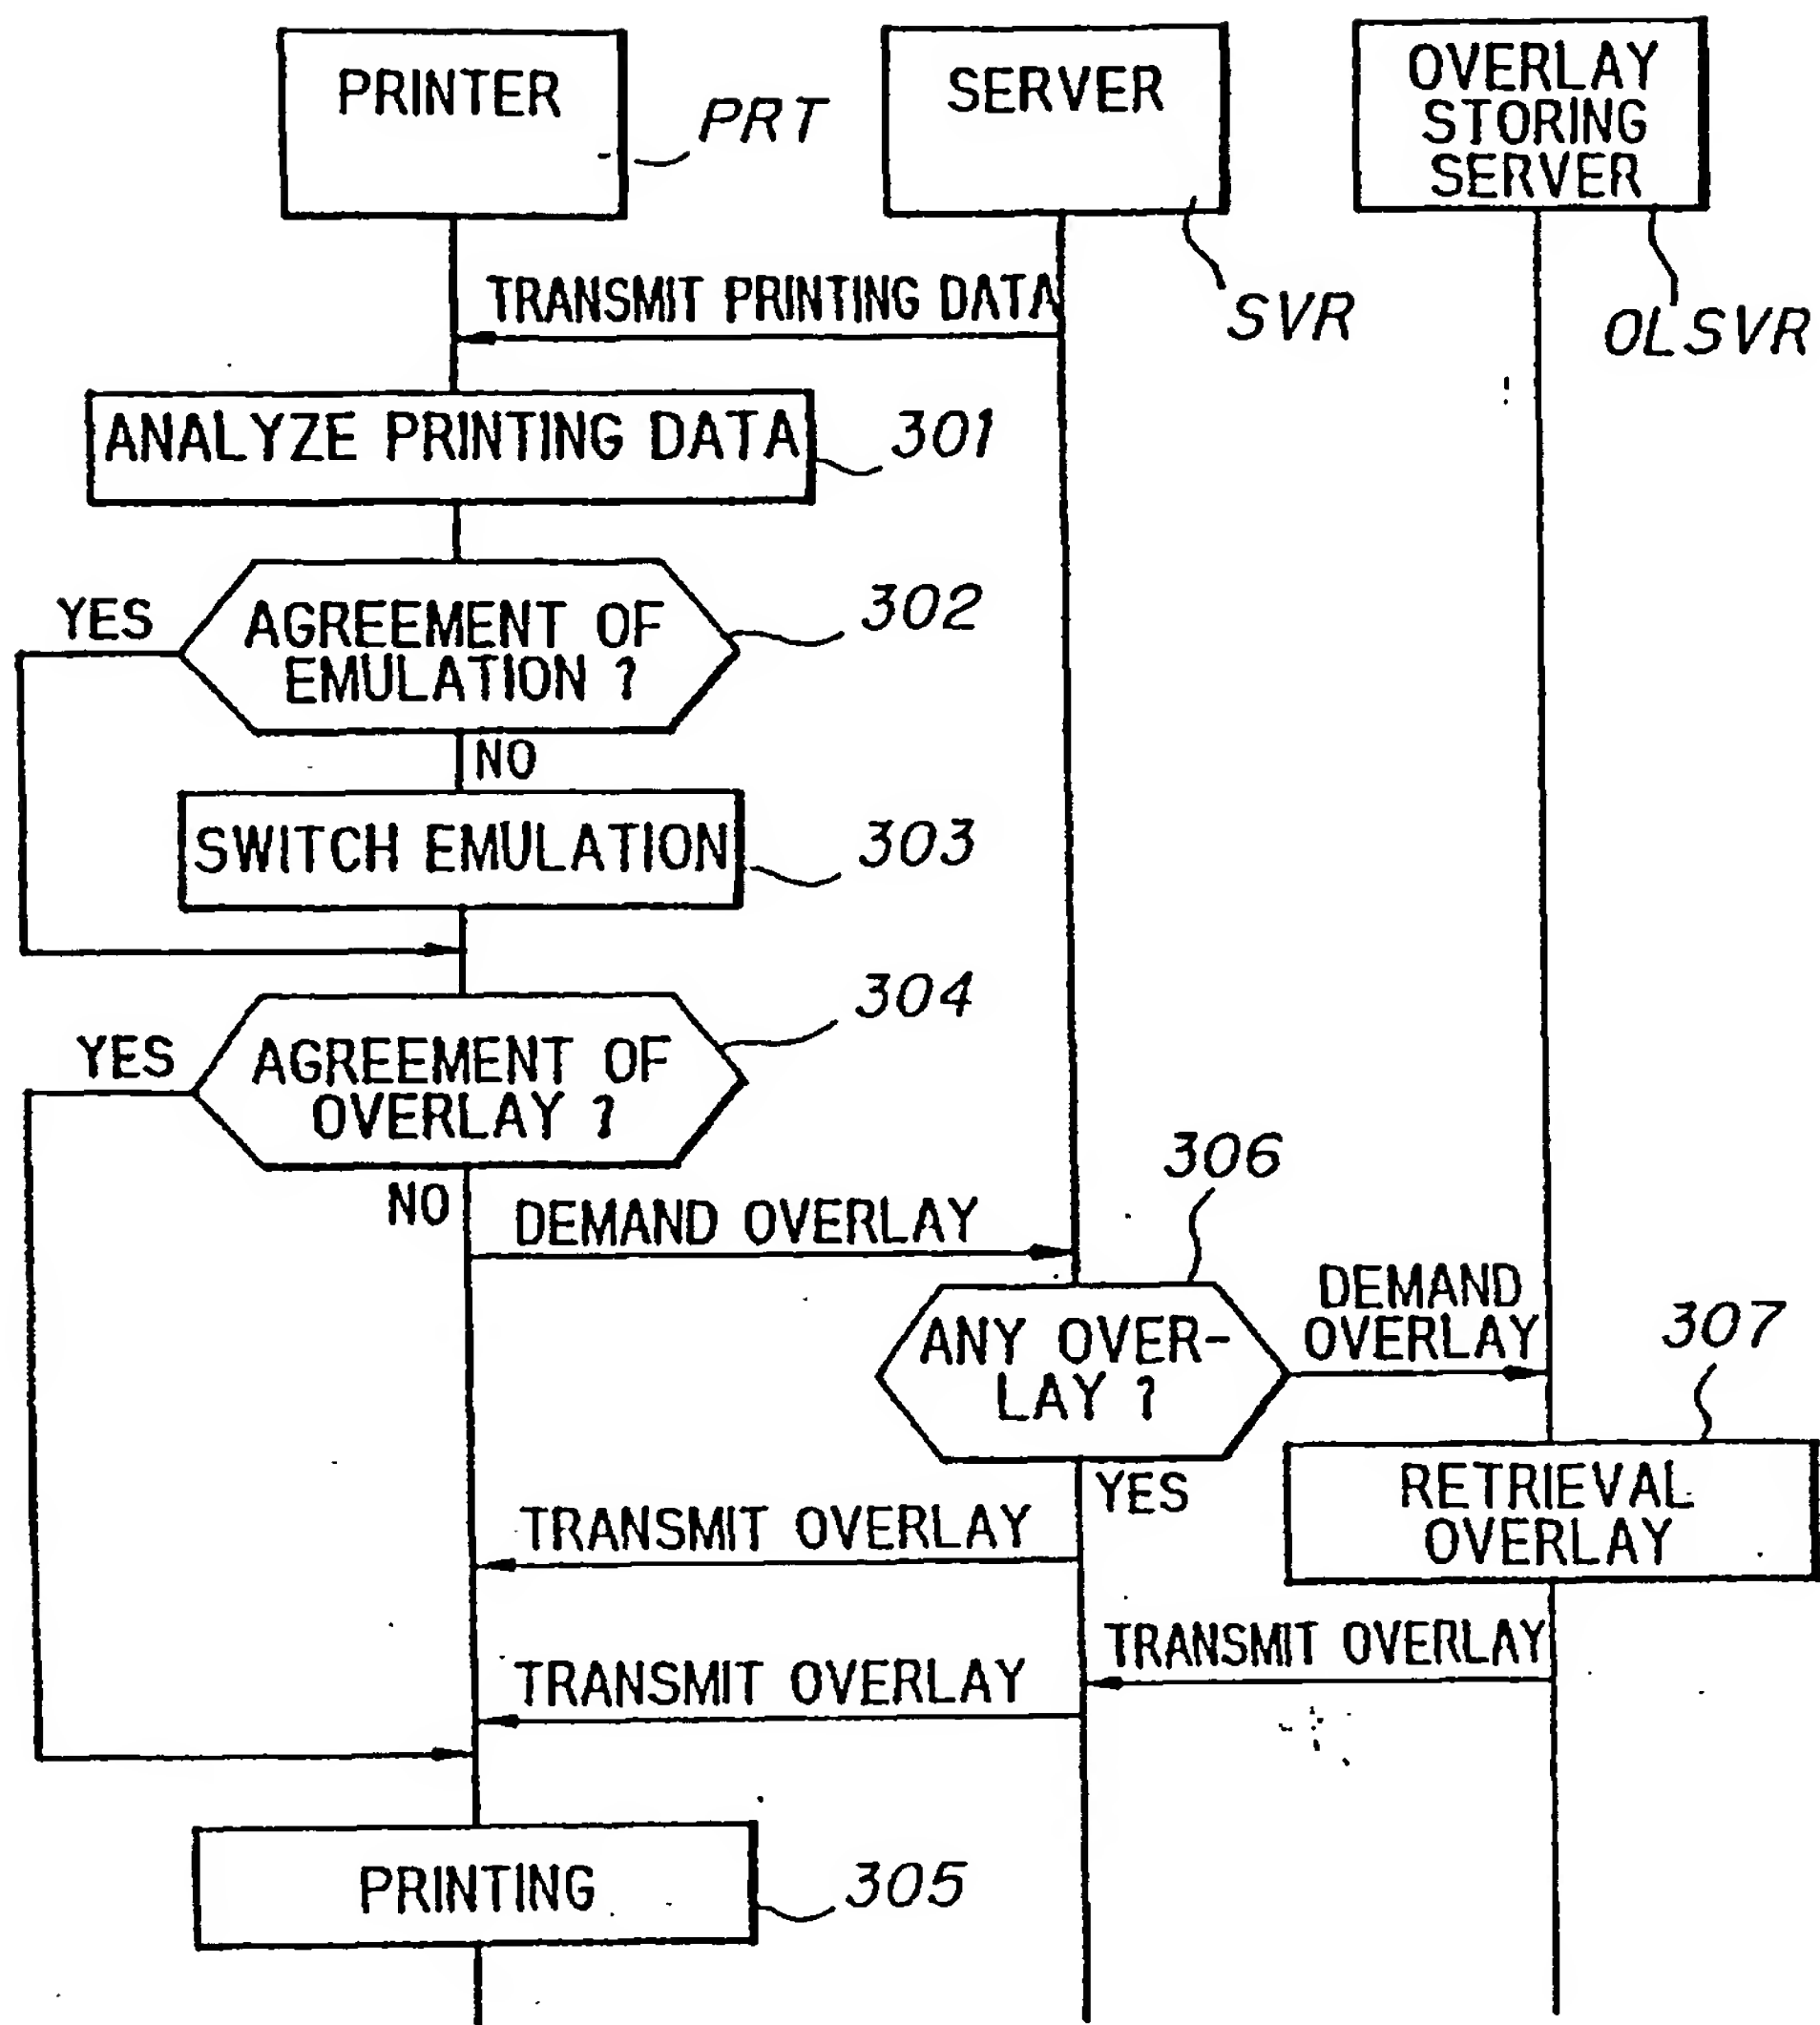 PRINTER
PRT
SERVER
SVR
OVERLAY
STORING
SERVER
OLSVR
TRANSMIT PRINTING DATA
ANALYZE PRINTING DATA
301
YES
AGREEMENT OF
EMULATION ?
302
NO
SWITCH EMULATION
303
YES
AGREEMENT OF
OVERLAY ?
304
NO
DEMAND OVERLAY
306
ANY OVER-
LAY ?
DEMAND
OVERLAY
307
YES
RETRIEVAL
OVERLAY
TRANSMIT OVERLAY
TRANSMIT OVERLAY
TRANSMIT OVERLAY
PRINTING
305